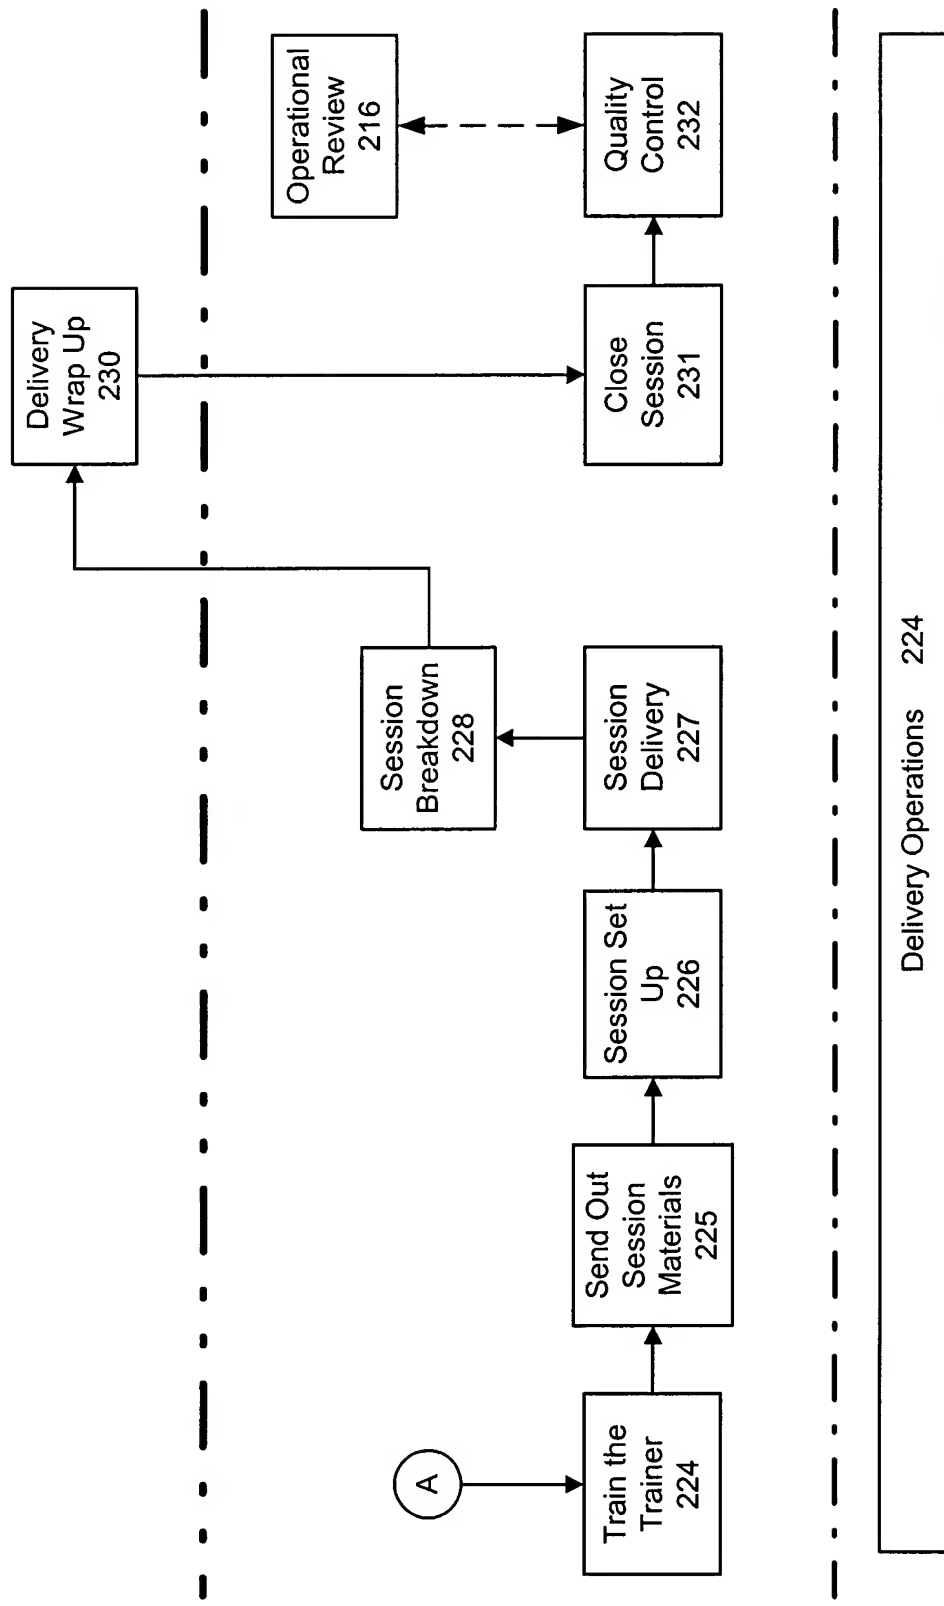 Delivery
Wrap Up
230
Operational
Review
216
A
Session
Breakdown
228
Train the
Trainer
224
Send Out
Session
Materials
225
Session Set
Up
226
Session
Delivery
227
Close
Session
231
Quality
Control
232
Delivery Operations 224